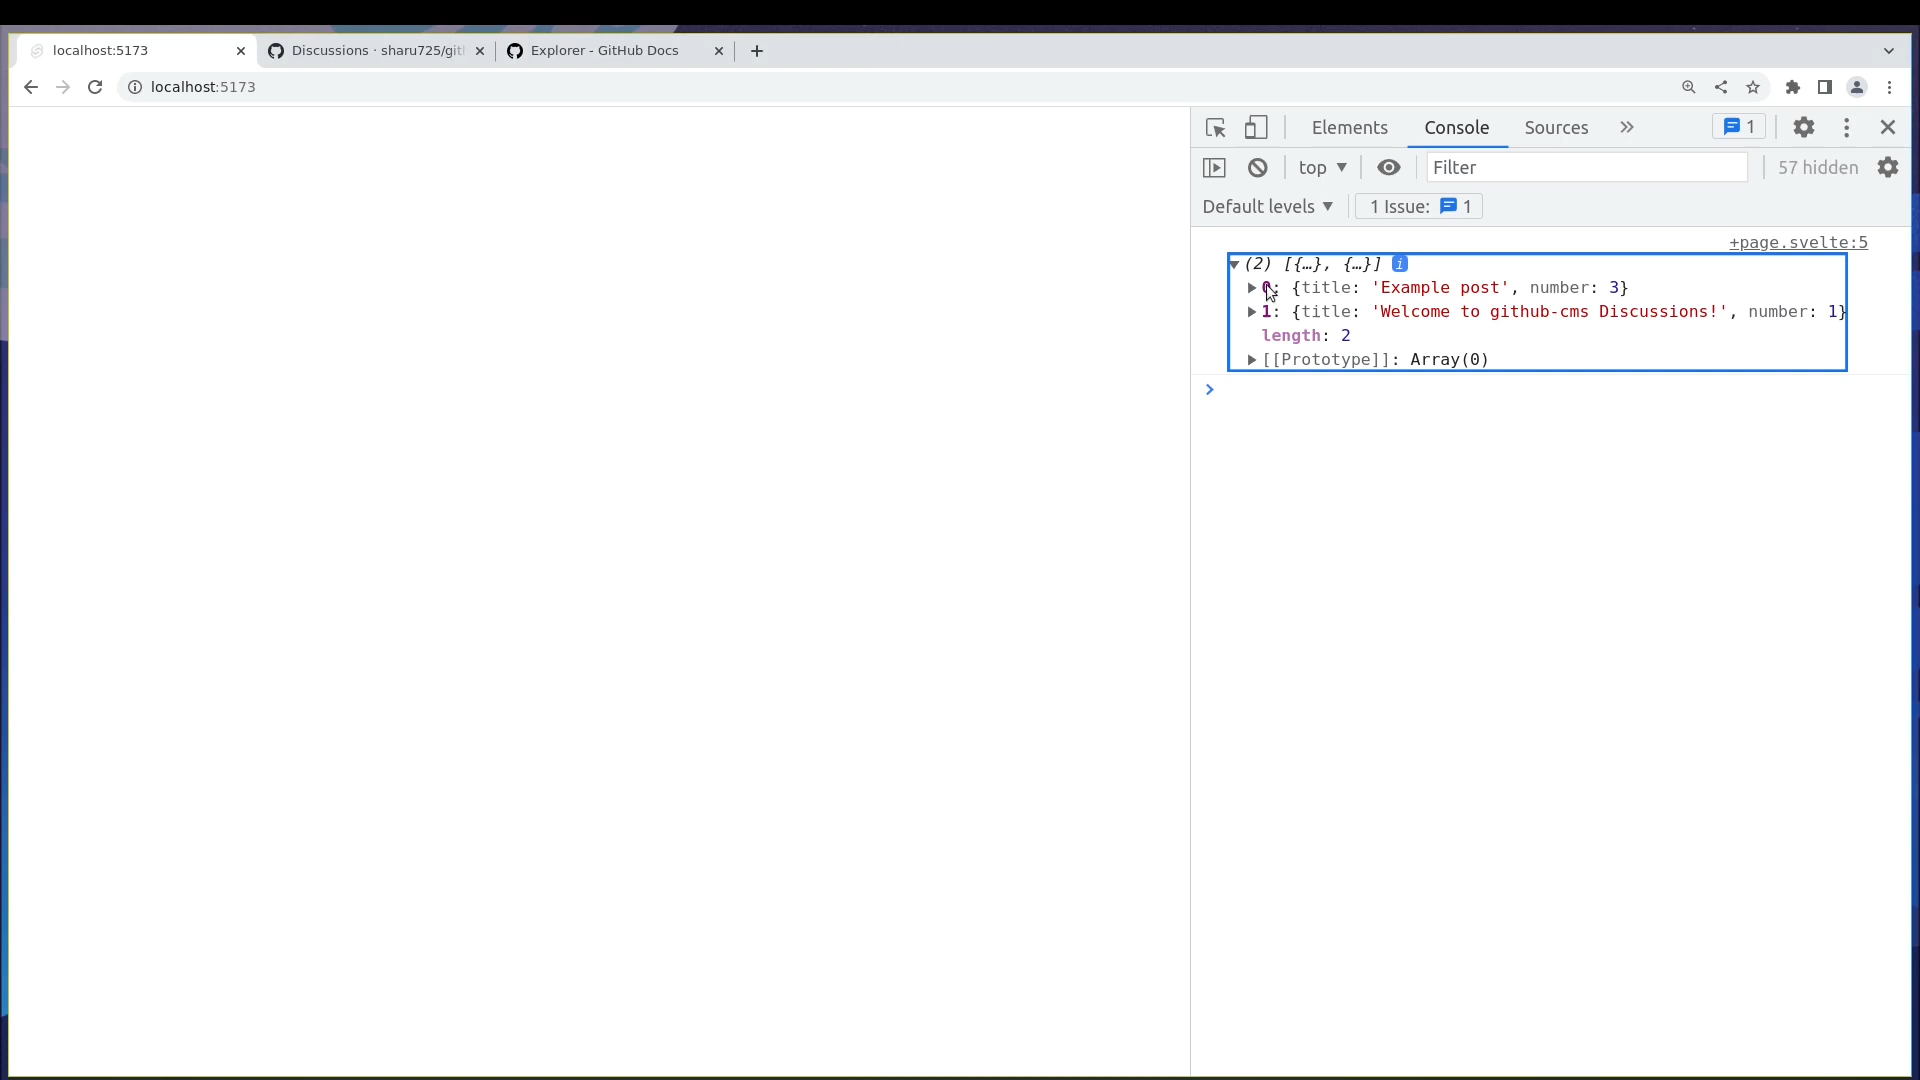 localhost:5173
Discussions · sharu725/git
Explorer - GitHub Docs
localhost:5173
Elements
Console
Sources
1
top
Filter
57 hidden
Default levels
1 Issue: 1
+page.svelte:5
(2) [{…}, {…}] i
0: {title: 'Example post', number: 3}
1: {title: 'Welcome to github-cms Discussions!', number: 1}
length: 2
[[Prototype]]: Array(0)